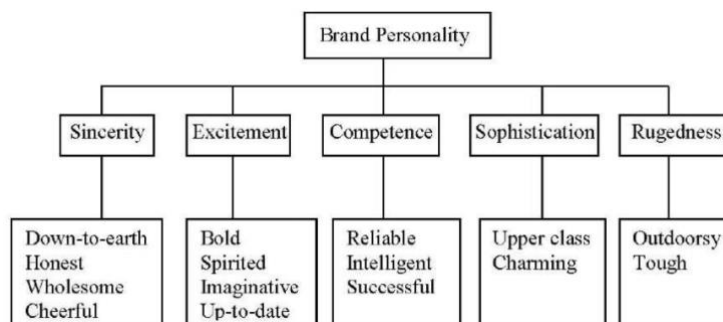 Brand Personality
Sincerity
Excitement
Competence
Sophistication
Rugedness
Down-to-earth
Honest
Wholesome
Cheerful
Bold
Spirited
Imaginative
Up-to-date
Reliable
Intelligent
Successful
Upper class
Charming
Outdoorsy
Tough